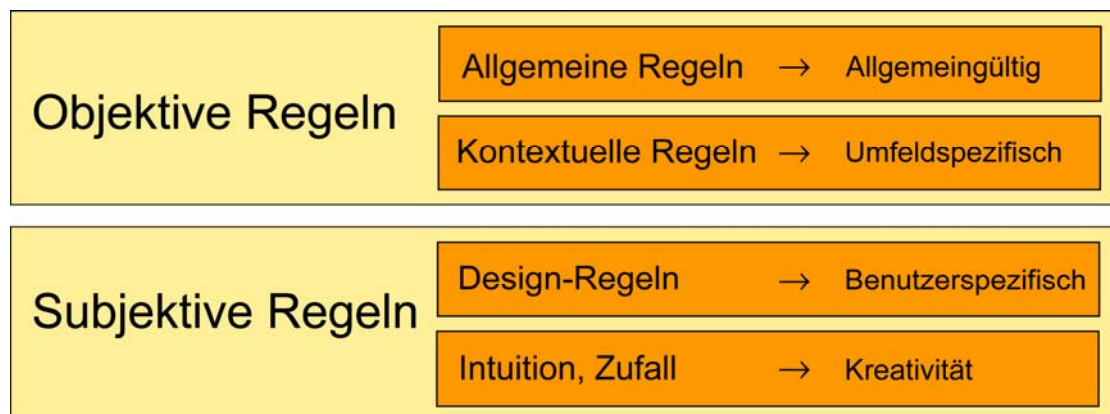 Objektive Regeln
Allgemeine Regeln → Allgemeingültig
Kontextuelle Regeln → Umfeldspezifisch
Subjektive Regeln
Design-Regeln → Benutzerspezifisch
Intuition, Zufall → Kreativität